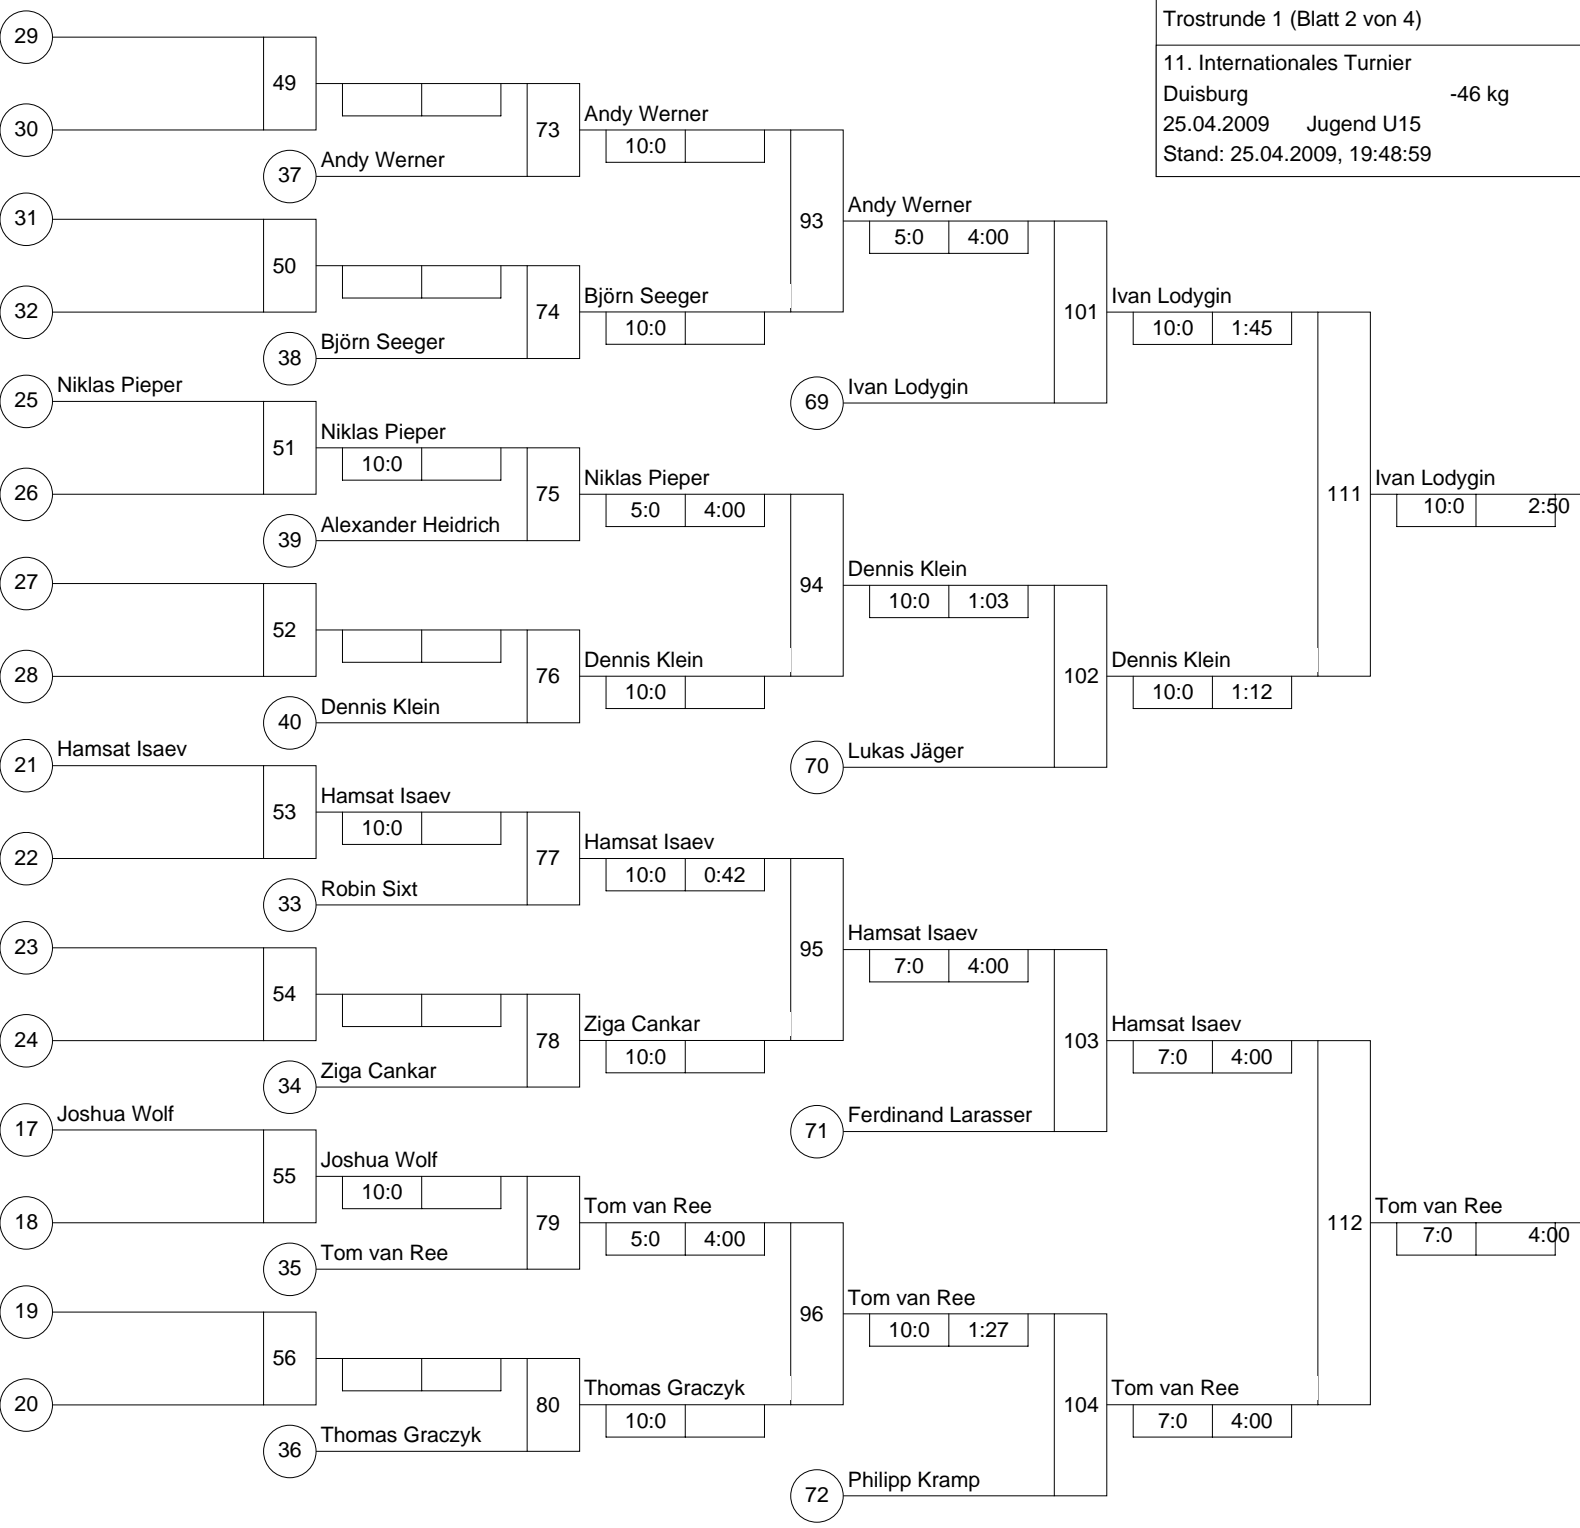 Trostrunde 1 (Blatt 2 von 4)
11. Internationales Turnier
Duisburg -46 kg
25.04.2009 Jugend U15
Stand: 25.04.2009, 19:48:59
29
49
30
73
Andy Werner
10:0
37
Andy Werner
31
93
Andy Werner
5:0 4:00
50
32
74
Björn Seeger
10:0
101
Ivan Lodygin
10:0 1:45
38
Björn Seeger
25
Niklas Pieper
69
Ivan Lodygin
51
Niklas Pieper
10:0
26
75
Niklas Pieper
5:0 4:00
111
Ivan Lodygin
10:0 2:50
39
Alexander Heidrich
27
94
Dennis Klein
10:0 1:03
52
28
76
Dennis Klein
10:0
102
Dennis Klein
10:0 1:12
40
Dennis Klein
21
Hamsat Isaev
70
Lukas Jäger
53
Hamsat Isaev
10:0
22
77
Hamsat Isaev
10:0 0:42
33
Robin Sixt
23
95
Hamsat Isaev
7:0 4:00
54
24
78
Ziga Cankar
10:0
103
Hamsat Isaev
7:0 4:00
34
Ziga Cankar
17
Joshua Wolf
71
Ferdinand Larasser
55
Joshua Wolf
10:0
18
79
Tom van Ree
5:0 4:00
112
Tom van Ree
7:0 4:00
35
Tom van Ree
19
96
Tom van Ree
10:0 1:27
56
20
80
Thomas Graczyk
10:0
104
Tom van Ree
7:0 4:00
36
Thomas Graczyk
72
Philipp Kramp